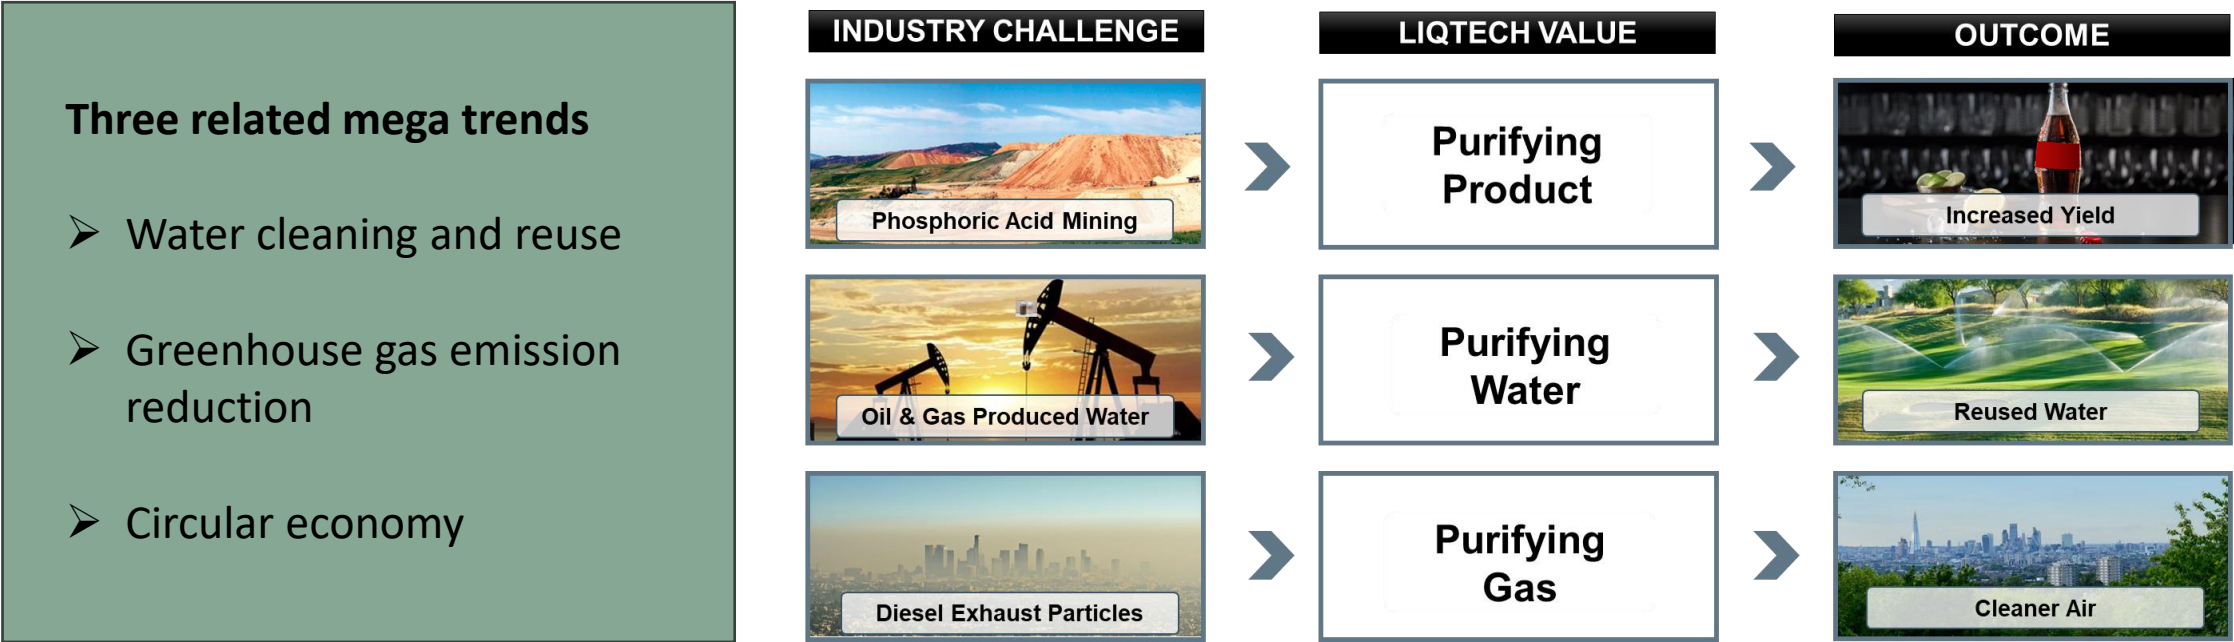 Three related mega trends
➢ Water cleaning and reuse
➢ Greenhouse gas emission
reduction
➢ Circular economy
INDUSTRY CHALLENGE
LIQTECH VALUE
OUTCOME
Phosphoric Acid Mining
Purifying
Product
Increased Yield
Oil & Gas Produced Water
Purifying
Water
Reused Water
Diesel Exhaust Particles
Purifying
Gas
Cleaner Air